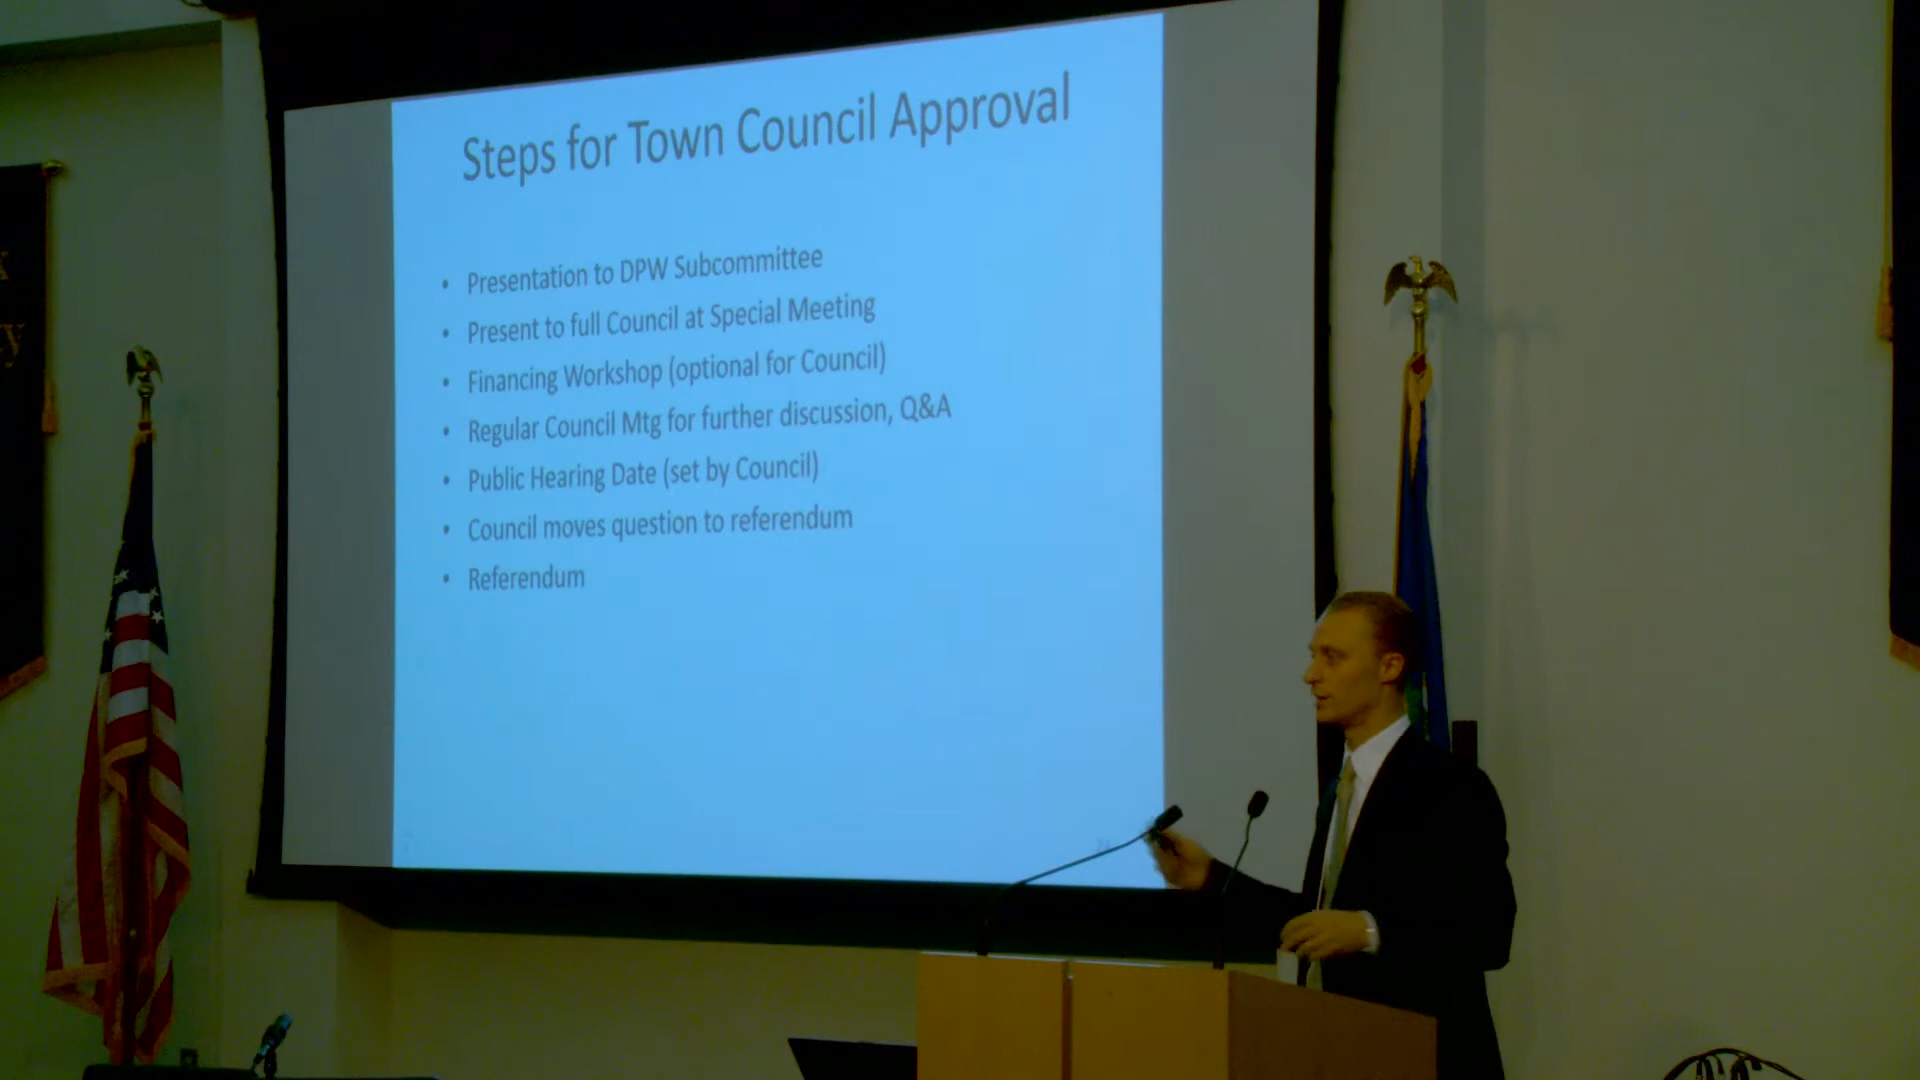 Steps for Town Council Approval
• Presentation to DPW Subcommittee
• Present to full Council at Special Meeting
• Financing Workshop (optional for Council)
• Regular Council Mtg for further discussion, Q&A
• Public Hearing Date (set by Council)
• Council moves question to referendum
• Referendum